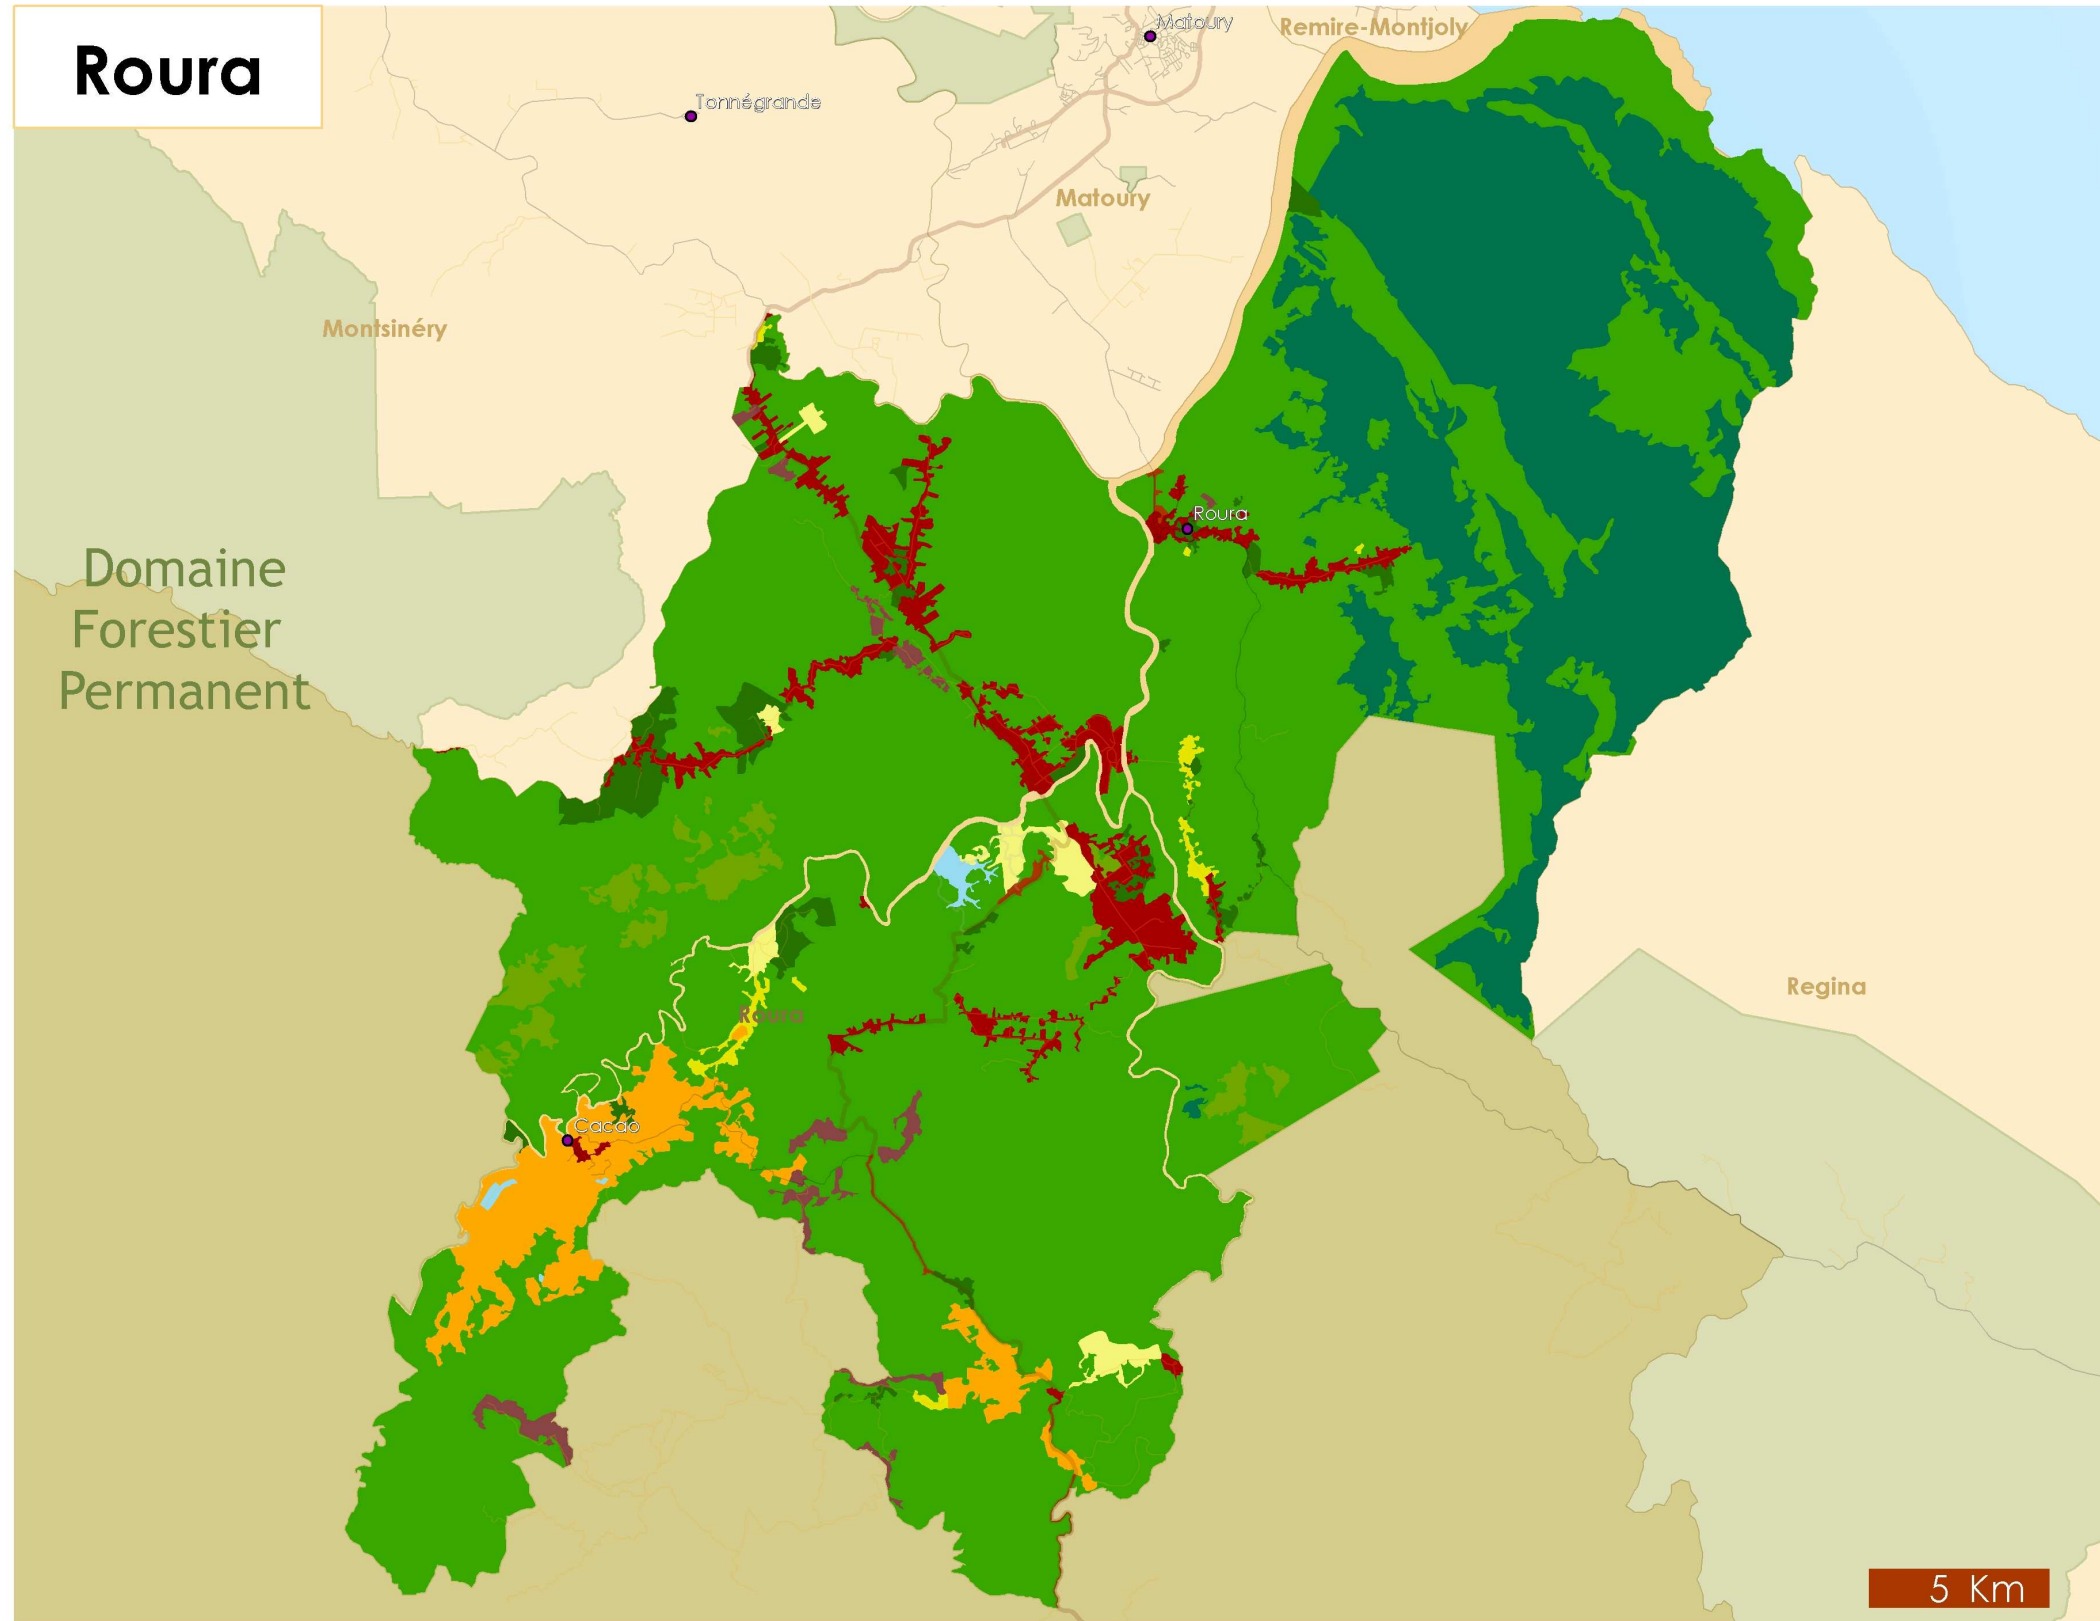 Roura
Matoury
Remire-Montjoly
Tonnégrande
Matoury
Montsinéry
Roura
Domaine
Forestier
Permanent
Regina
Roura
Cacao
5 Km